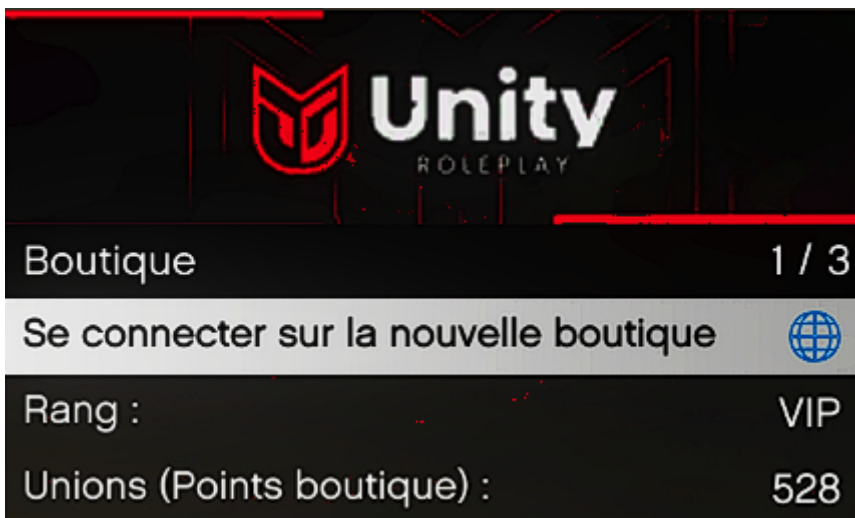 Unity
ROLEPLAY
Boutique 1 / 3
Se connecter sur la nouvelle boutique
Rang : VIP
Unions (Points boutique) : 528